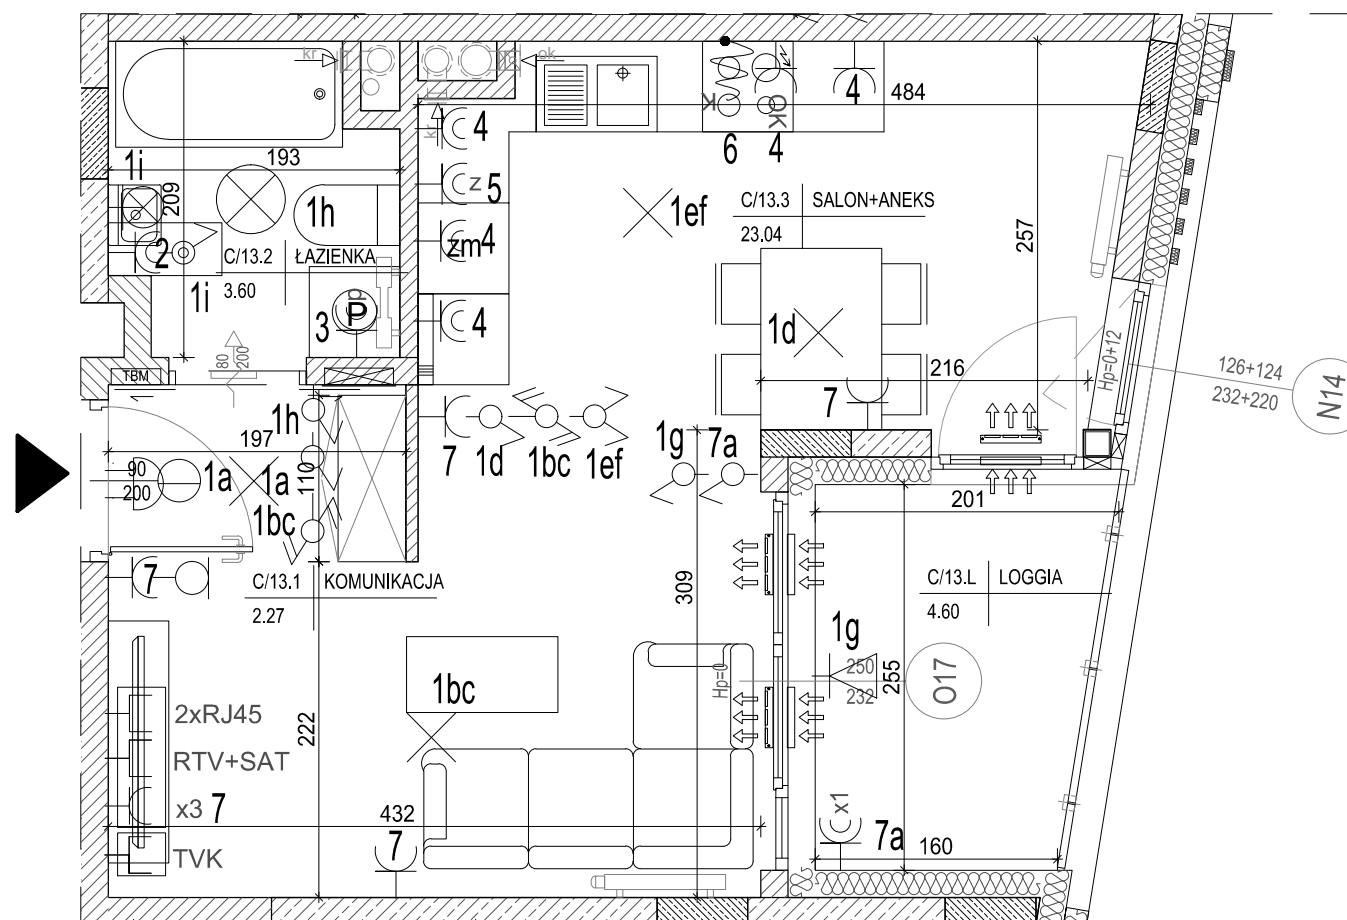 kr
ok
484
4
4
kr
K
OK
6
4
1i
193
209
1h
z 5
1ef
C/13.3 SALON+ANEKS
23.04
zm 4
2
C/13.2 ŁAZIENKA
3.60
257
1i
P
3
4
1d
Hp=0+12
126+124
232+220
N14
80
200
TBM
216
7
1h
197
7 1d 1bc 1ef
1g 7a
90
200
1a 1a
110
1bc
201
7
C/13.1 KOMUNIKACJA
2.27
309
C/13.L LOGGIA
4.60
1g
250
232
255
O17
Hp=0
1bc
2xRJ45
222
RTV+SAT
x3 7
432
x1
7
7a 160
TVK